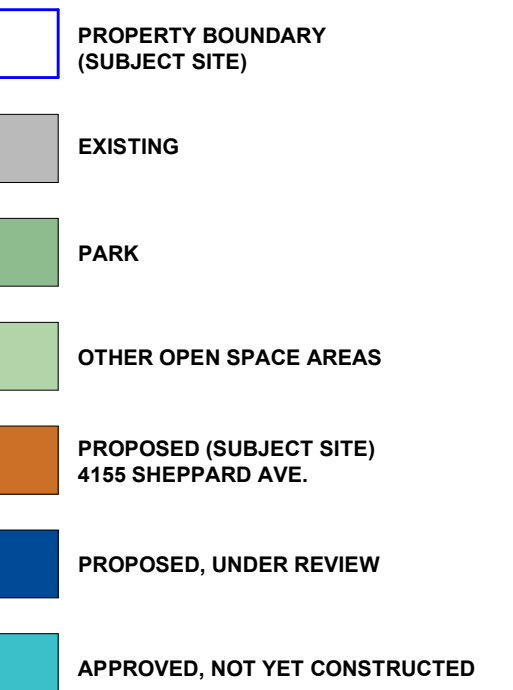 PROPERTY BOUNDARY
(SUBJECT SITE)
EXISTING
PARK
OTHER OPEN SPACE AREAS
PROPOSED (SUBJECT SITE)
4155 SHEPPARD AVE.
PROPOSED, UNDER REVIEW
APPROVED, NOT YET CONSTRUCTED